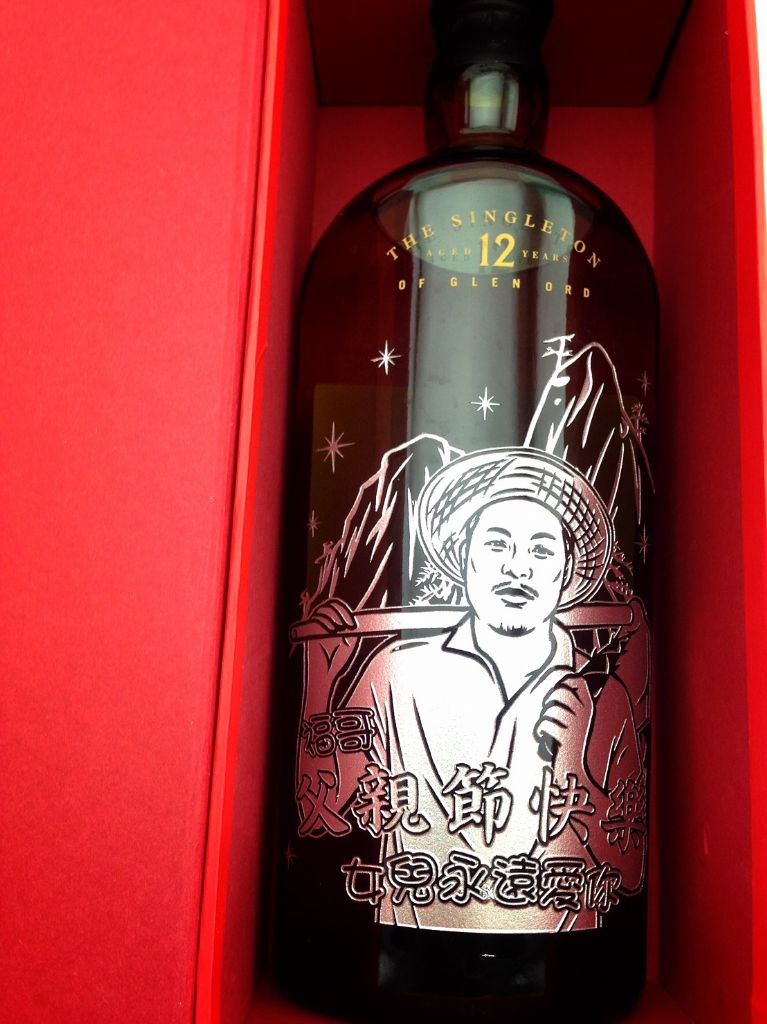 THE SINGLETON
AGED 12 YEARS
OF GLEN ORD
福哥
父親節快樂
女兒永遠愛你